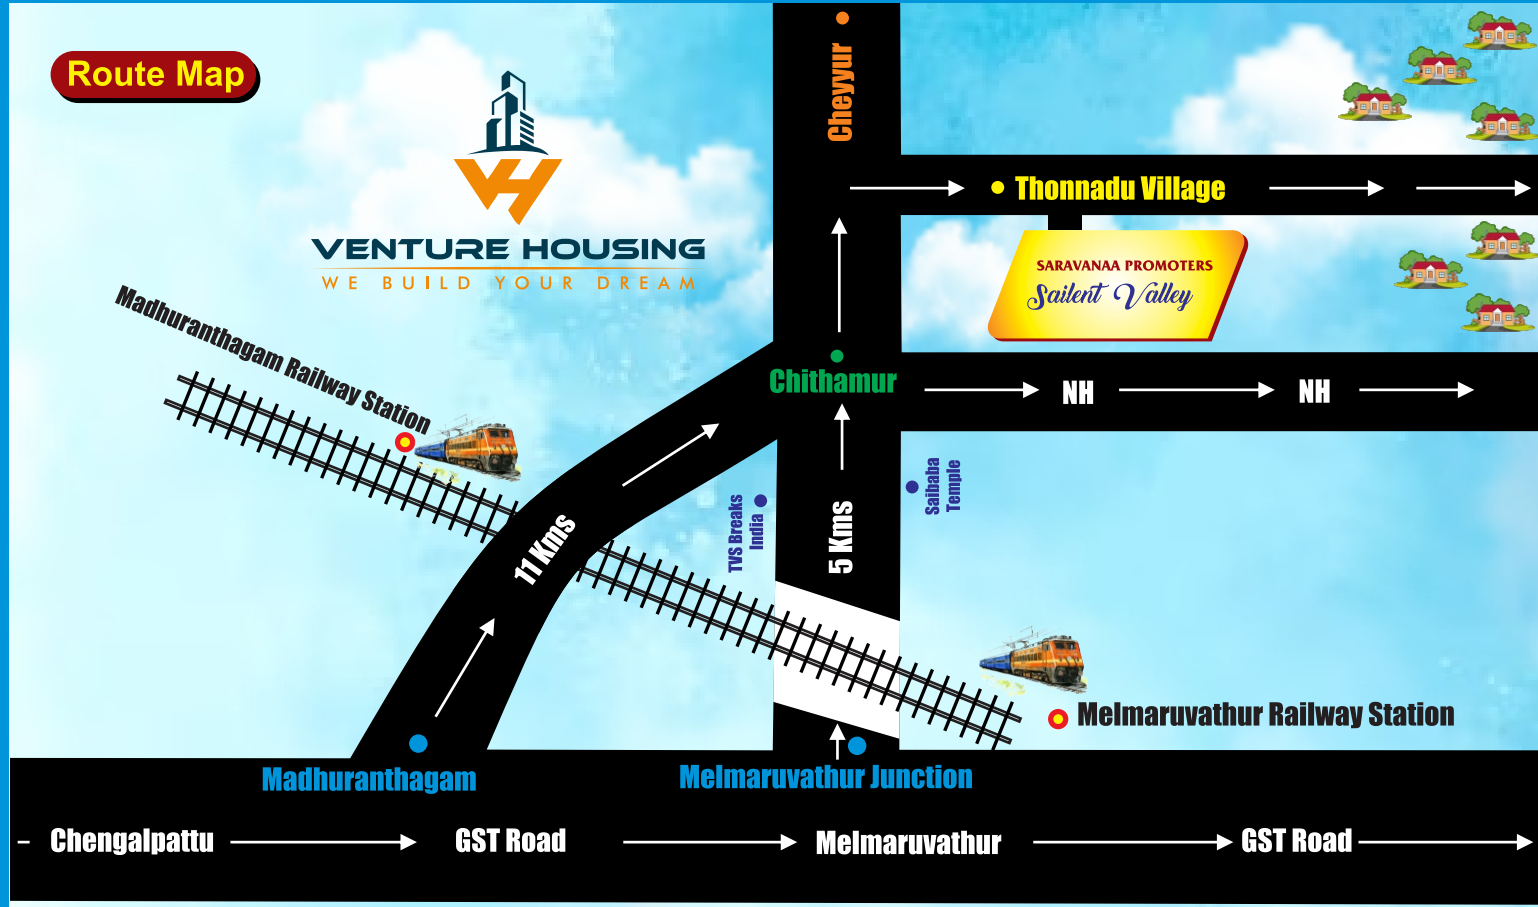 Route Map
VENTURE HOUSING
WE BUILD YOUR DREAM
Cheyyur
Thonnadu Village
SARAVANAA PROMOTERS
Sailent Valley
Madhuranthagam Railway Station
Chithamur
NH
NH
11 Kms
TVS Breaks
India
5 Kms
Saibaba
Temple
Melmaruvathur Railway Station
Madhuranthagam
Melmaruvathur Junction
Chengalpattu
GST Road
Melmaruvathur
GST Road